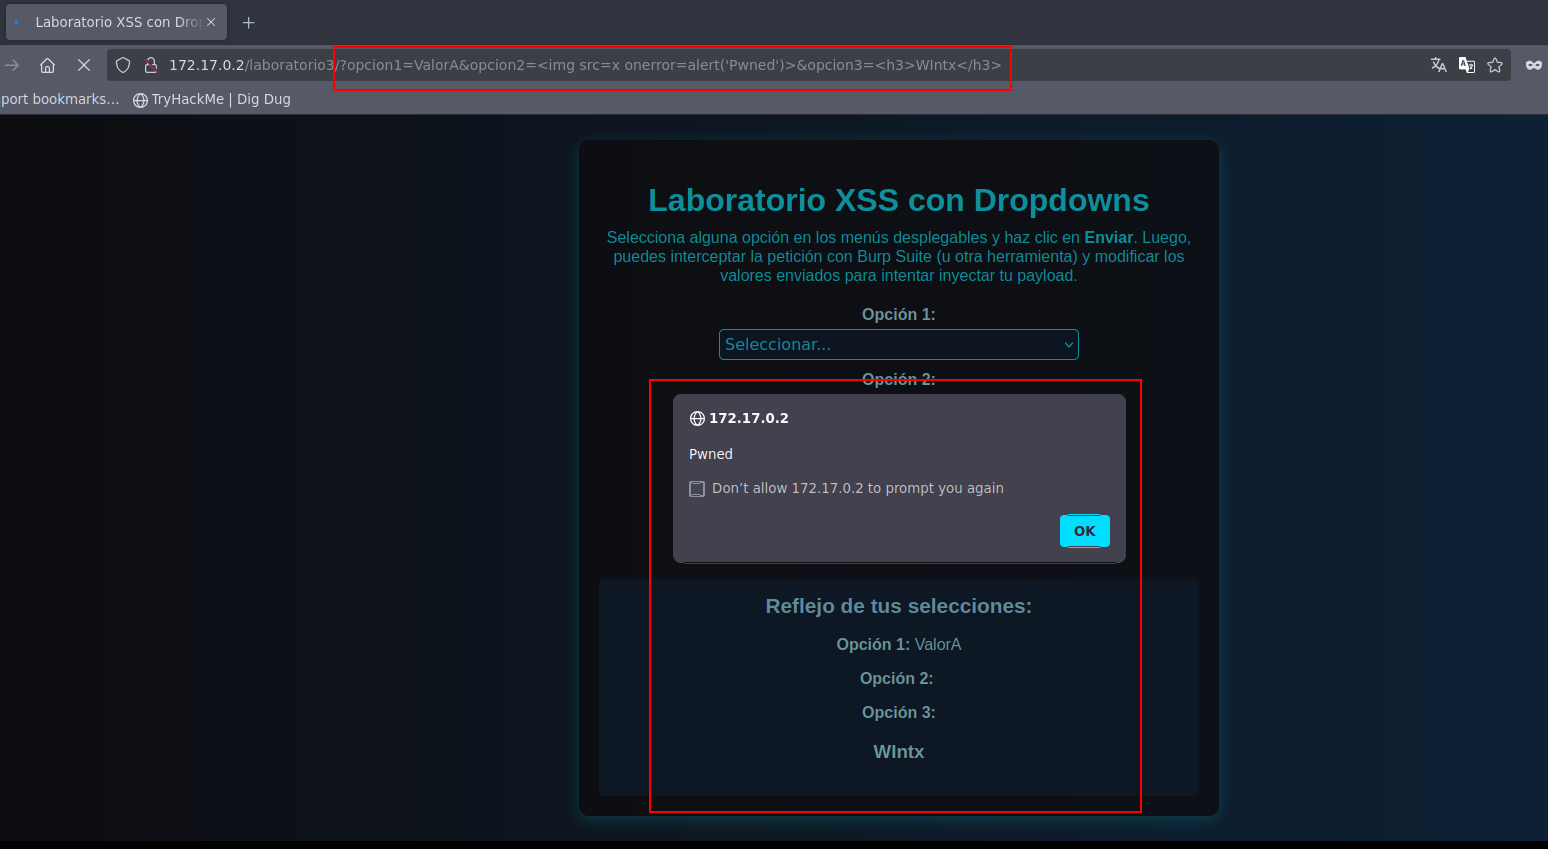 Laboratorio XSS con Drop
172.17.0.2/laboratorio3/?opcion1=ValorA&opcion2=<img src=x onerror=alert('Pwned')>&opcion3=<h3>WIntx</h3>
port bookmarks... TryHackMe | Dig Dug
Laboratorio XSS con Dropdowns
Selecciona alguna opción en los menús desplegables y haz clic en Enviar. Luego,
puedes interceptar la petición con Burp Suite (u otra herramienta) y modificar los
valores enviados para intentar inyectar tu payload.
Opción 1:
Seleccionar...
Opción 2:
172.17.0.2
Pwned
Don’t allow 172.17.0.2 to prompt you again
OK
Reflejo de tus selecciones:
Opción 1: ValorA
Opción 2:
Opción 3:
WIntx